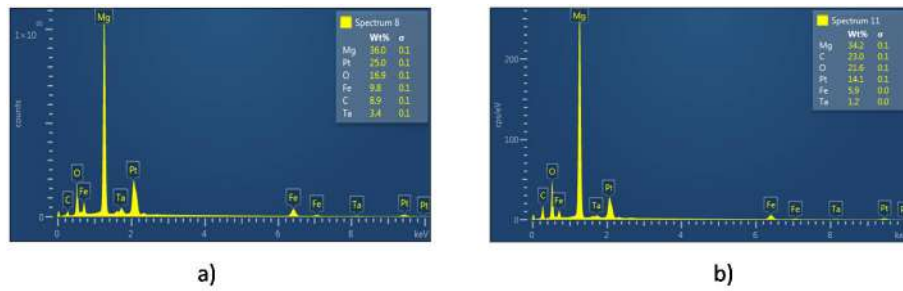 Spectrum 8
Wt% σ
Mg 36.0 0.1
Pt 25.0 0.1
O 16.9 0.1
Fe 9.8 0.1
C 8.9 0.1
Ta 3.4 0.1
1×10
counts
Mg
C
O
Fe
Ta
Pt
Fe
Fe
Ta
Pt
Pt
0
0 2 4 6 8 keV
a)
Spectrum 11
Wt% σ
Mg 34.2 0.1
C 23.0 0.1
O 21.6 0.1
Pt 14.1 0.1
Fe 5.9 0.0
Ta 1.2 0.0
cps/eV
200
100
0
Mg
C
O
Fe
Ta
Pt
Fe
Fe
Ta
Pt
0 2 4 6 8 keV
b)